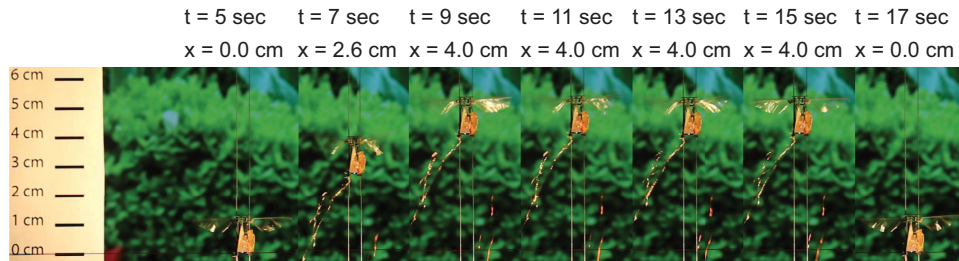 t = 5 sec t = 7 sec t = 9 sec t = 11 sec t = 13 sec t = 15 sec t = 17 sec
x = 0.0 cm x = 2.6 cm x = 4.0 cm x = 4.0 cm x = 4.0 cm x = 4.0 cm x = 0.0 cm
6 cm
5 cm
4 cm
3 cm
2 cm
1 cm
0 cm